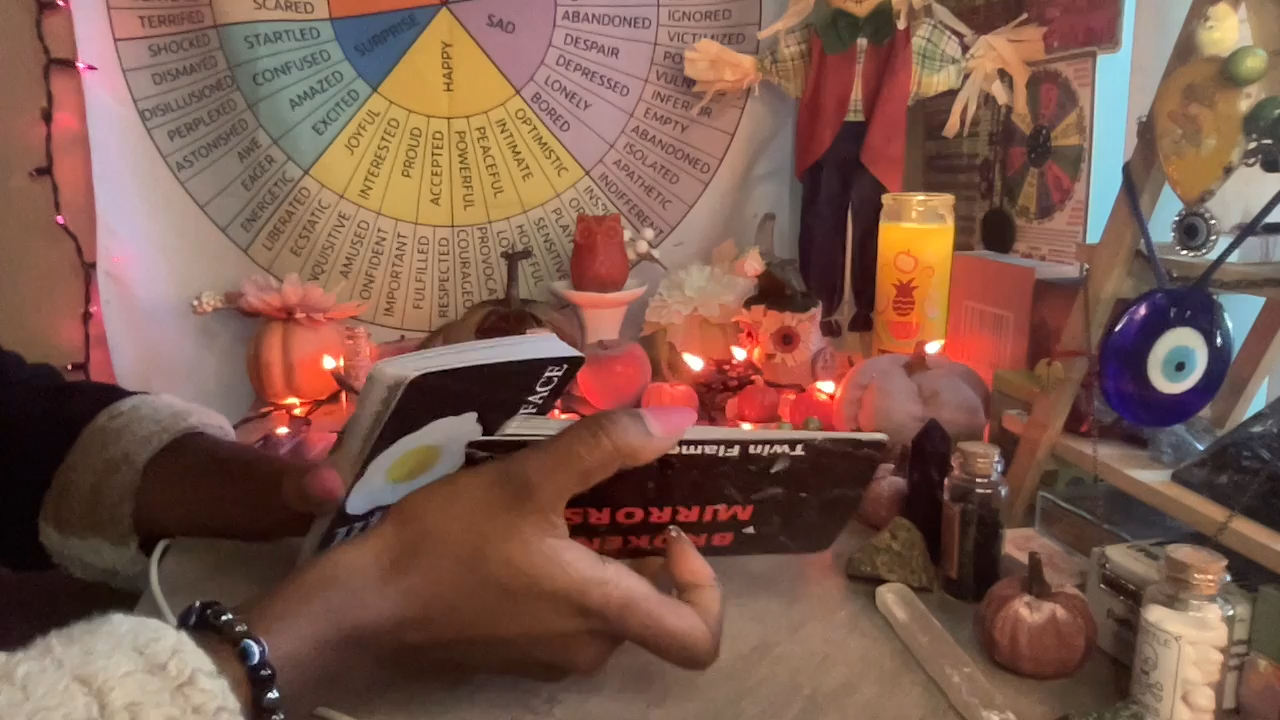 SCARED
TERRIFIED
SHOCKED
DISMAYED
DISILLUSIONED
PERPLEXED
ASTONISHED
AWE
EAGER
ENERGETIC
STARTLED
CONFUSED
AMAZED
EXCITED
SURPRISE
HAPPY
SAD
JOYFUL
INTERESTED
PROUD
ACCEPTED
POWERFUL
PEACEFUL
INTIMATE
OPTIMISTIC
LIBERATED
ECSTATIC
AMUSED
IMPORTANT
FULFILLED
RESPECTED
SENSITIVE
ABANDONED
DESPAIR
DEPRESSED
LONELY
BORED
IGNORED
VICTIMIZED
INFERIOR
EMPTY
ABANDONED
ISOLATED
APATHETIC
INDIFFERENT
FACE
Twin Flame
MIRRORS
BROKEN